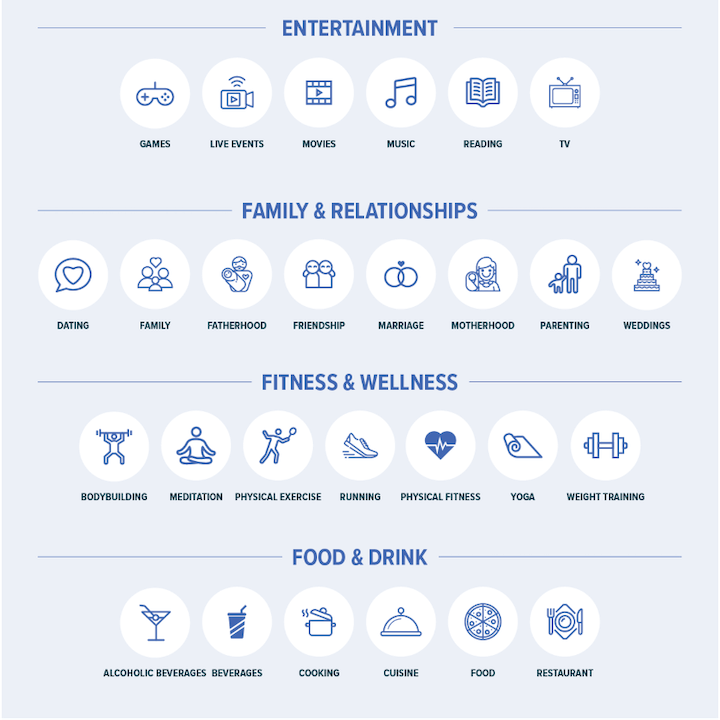 ENTERTAINMENT
GAMES LIVE EVENTS MOVIES MUSIC READING TV
FAMILY & RELATIONSHIPS
DATING FAMILY FATHERHOOD FRIENDSHIP MARRIAGE MOTHERHOOD PARENTING WEDDINGS
FITNESS & WELLNESS
BODYBUILDING MEDITATION PHYSICAL EXERCISE RUNNING PHYSICAL FITNESS YOGA WEIGHT TRAINING
FOOD & DRINK
ALCOHOLIC BEVERAGES BEVERAGES COOKING CUISINE FOOD RESTAURANT